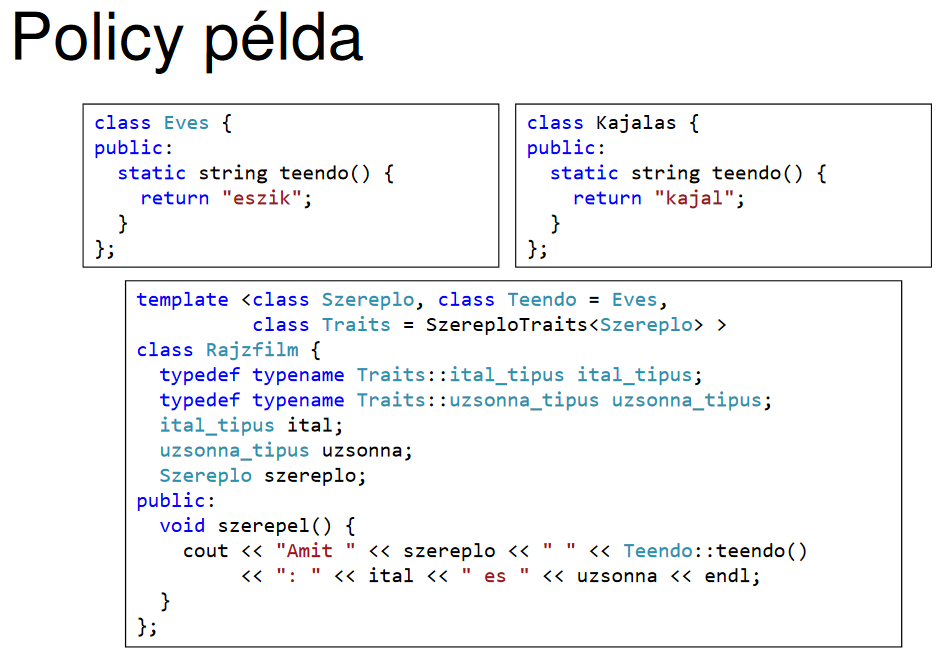 Policy példa
class Eves {
public:
  static string teendo() {
    return "eszik";
  }
};
class Kajalas {
public:
  static string teendo() {
    return "kajal";
  }
};
template <class Szereplo, class Teendo = Eves,
          class Traits = SzereploTraits<Szereplo> >
class Rajzfilm {
  typedef typename Traits::ital_tipus ital_tipus;
  typedef typename Traits::uzsonna_tipus uzsonna_tipus;
  ital_tipus ital;
  uzsonna_tipus uzsonna;
  Szereplo szereplo;
public:
  void szerepel() {
    cout << "Amit " << szereplo << " " << Teendo::teendo()
         << ": " << ital << " es " << uzsonna << endl;
  }
};